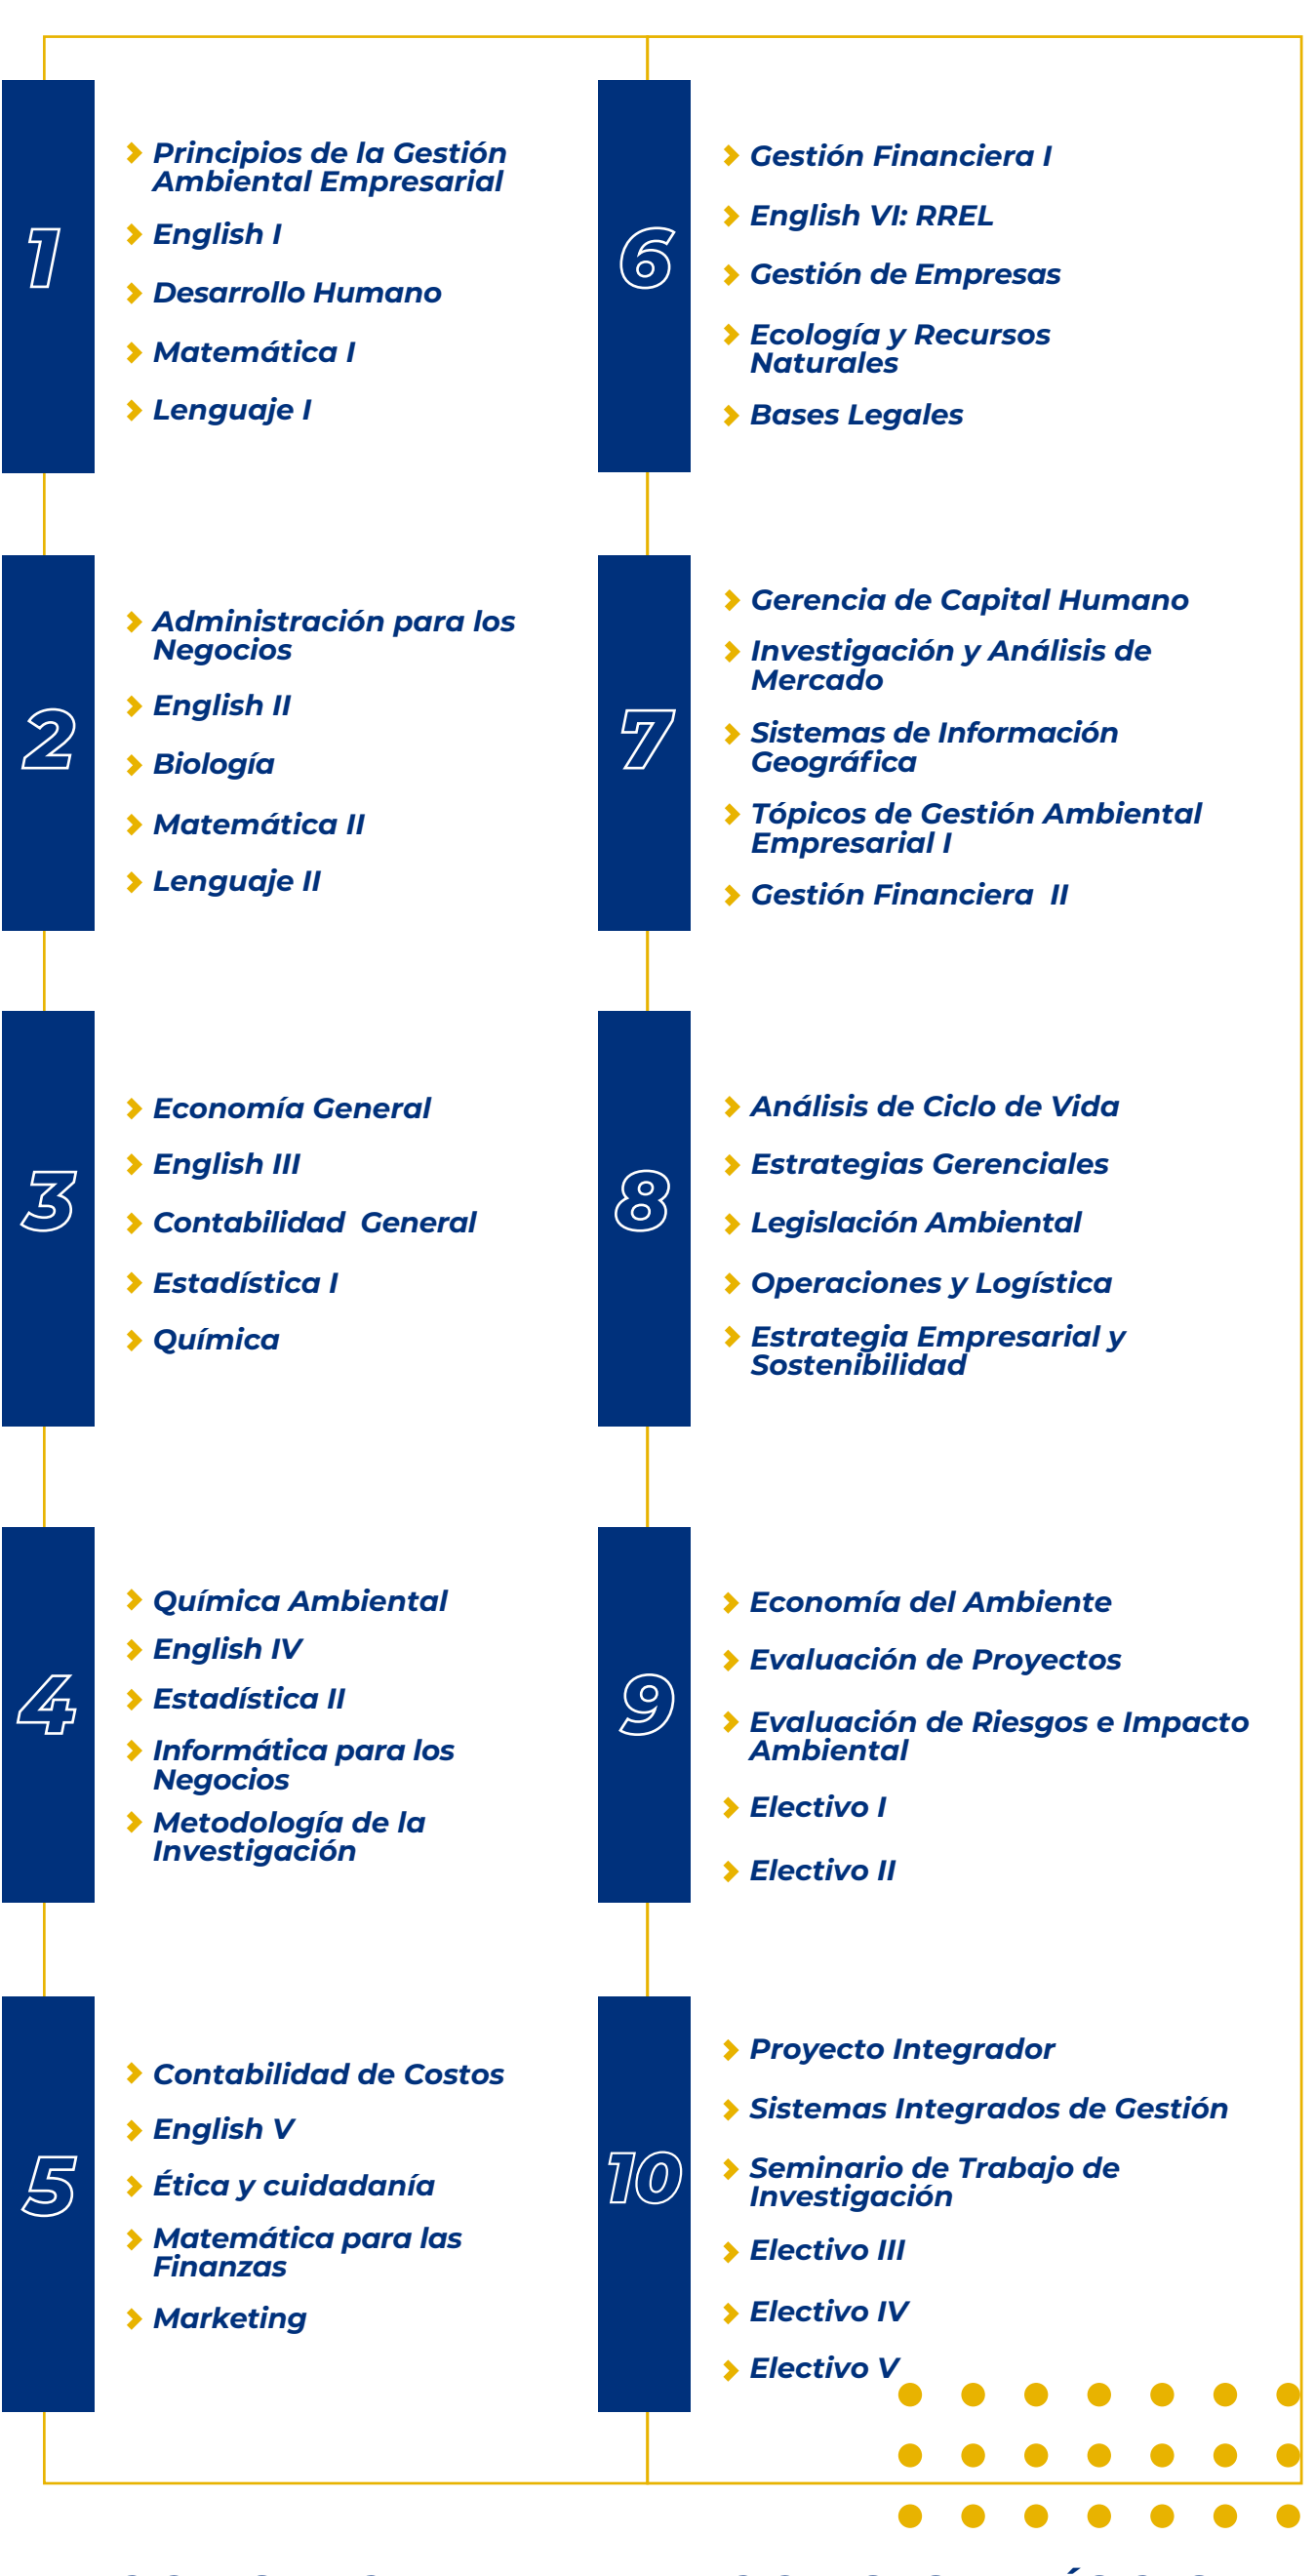 1
Principios de la Gestión
Ambiental Empresarial
English I
Desarrollo Humano
Matemática I
Lenguaje I
2
Administración para los
Negocios
English II
Biología
Matemática II
Lenguaje II
3
Economía General
English III
Contabilidad General
Estadística I
Química
4
Química Ambiental
English IV
Estadística II
Informática para los
Negocios
Metodología de la
Investigación
5
Contabilidad de Costos
English V
Ética y cuidadanía
Matemática para las
Finanzas
Marketing
6
Gestión Financiera I
English VI: RREL
Gestión de Empresas
Ecología y Recursos
Naturales
Bases Legales
7
Gerencia de Capital Humano
Investigación y Análisis de
Mercado
Sistemas de Información
Geográfica
Tópicos de Gestión Ambiental
Empresarial I
Gestión Financiera II
8
Análisis de Ciclo de Vida
Estrategias Gerenciales
Legislación Ambiental
Operaciones y Logística
Estrategia Empresarial y
Sostenibilidad
9
Economía del Ambiente
Evaluación de Proyectos
Evaluación de Riesgos e Impacto
Ambiental
Electivo I
Electivo II
10
Proyecto Integrador
Sistemas Integrados de Gestión
Seminario de Trabajo de
Investigación
Electivo III
Electivo IV
Electivo V